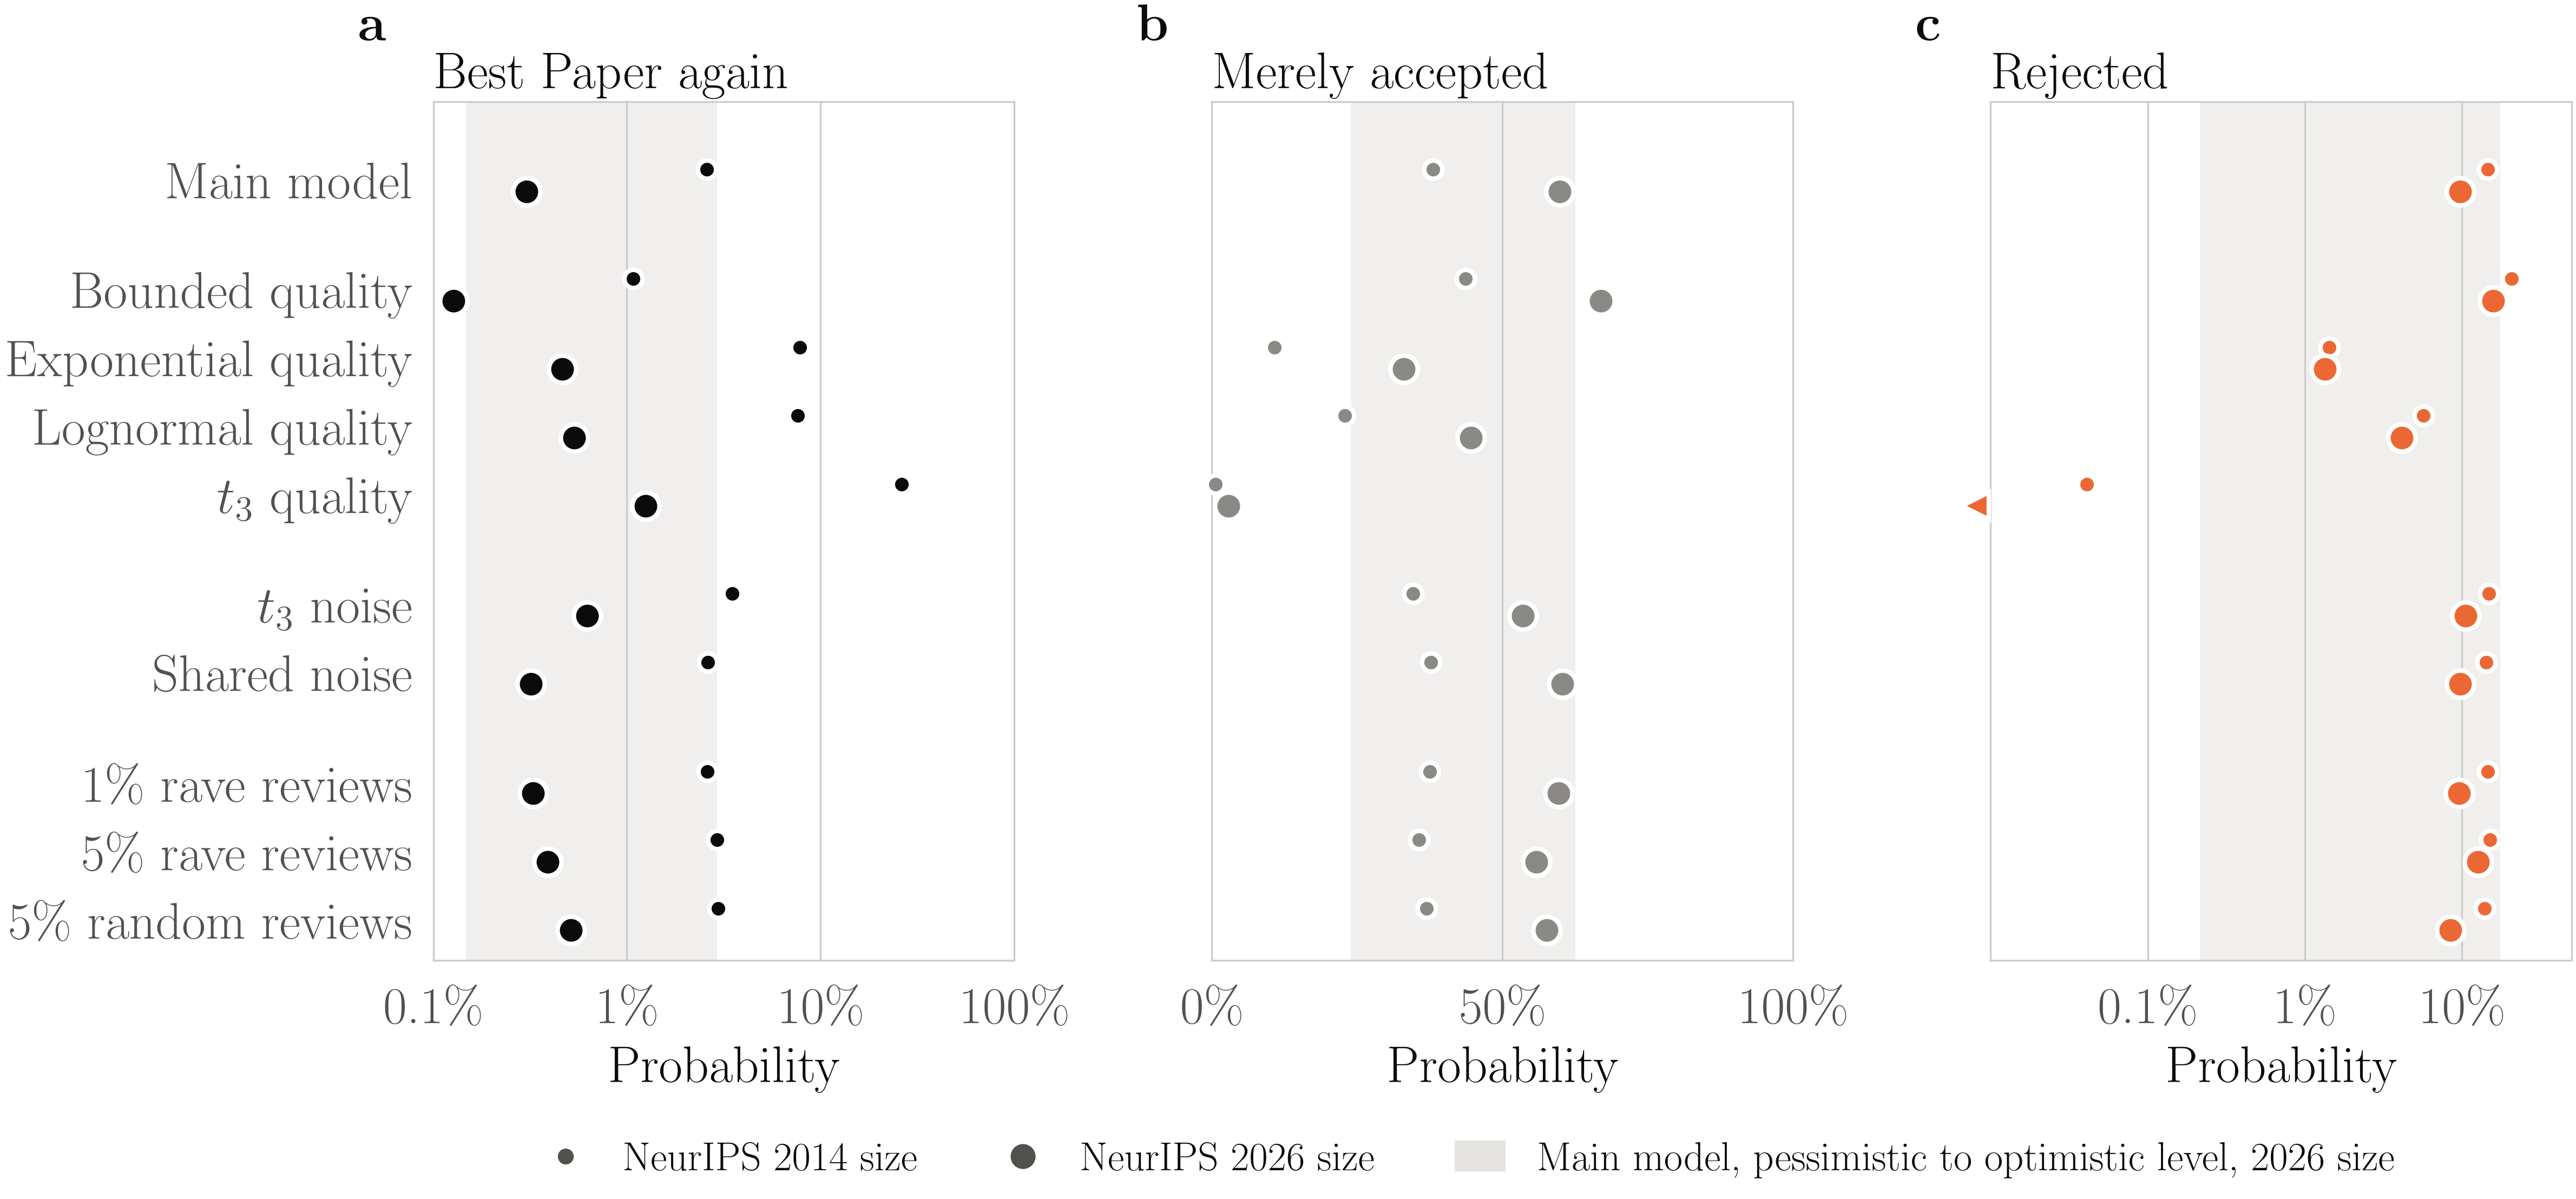 a
Best Paper again
b
Merely accepted
c
Rejected
Main model
Bounded quality
Exponential quality
Lognormal quality
t₃ quality
t₃ noise
Shared noise
1% rave reviews
5% rave reviews
5% random reviews
0.1% 1% 10% 100%
Probability
0% 50% 100%
Probability
0.1% 1% 10%
Probability
NeurIPS 2014 size
NeurIPS 2026 size
Main model, pessimistic to optimistic level, 2026 size